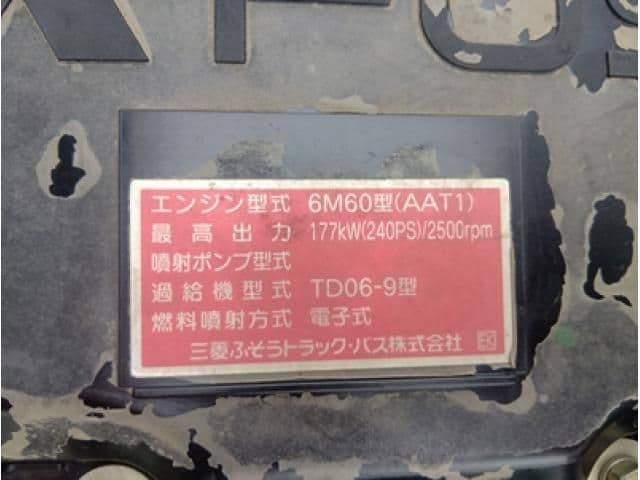 エンジン型式 6M60型(AAT1)
最高出力 177kW(240PS)/2500rpm
噴射ポンプ型式
過給機型式 TD06-9型
燃料噴射方式 電子式
三菱ふそうトラック・バス株式会社